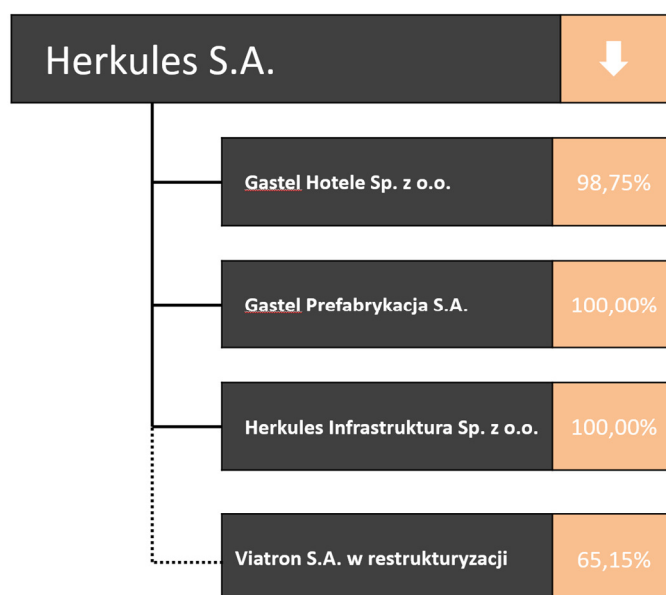 Herkules S.A.
Gastel Hotele Sp. z o.o. 98,75%
Gastel Prefabrykacja S.A. 100,00%
Herkules Infrastruktura Sp. z o.o. 100,00%
Viatron S.A. w restrukturyzacji 65,15%